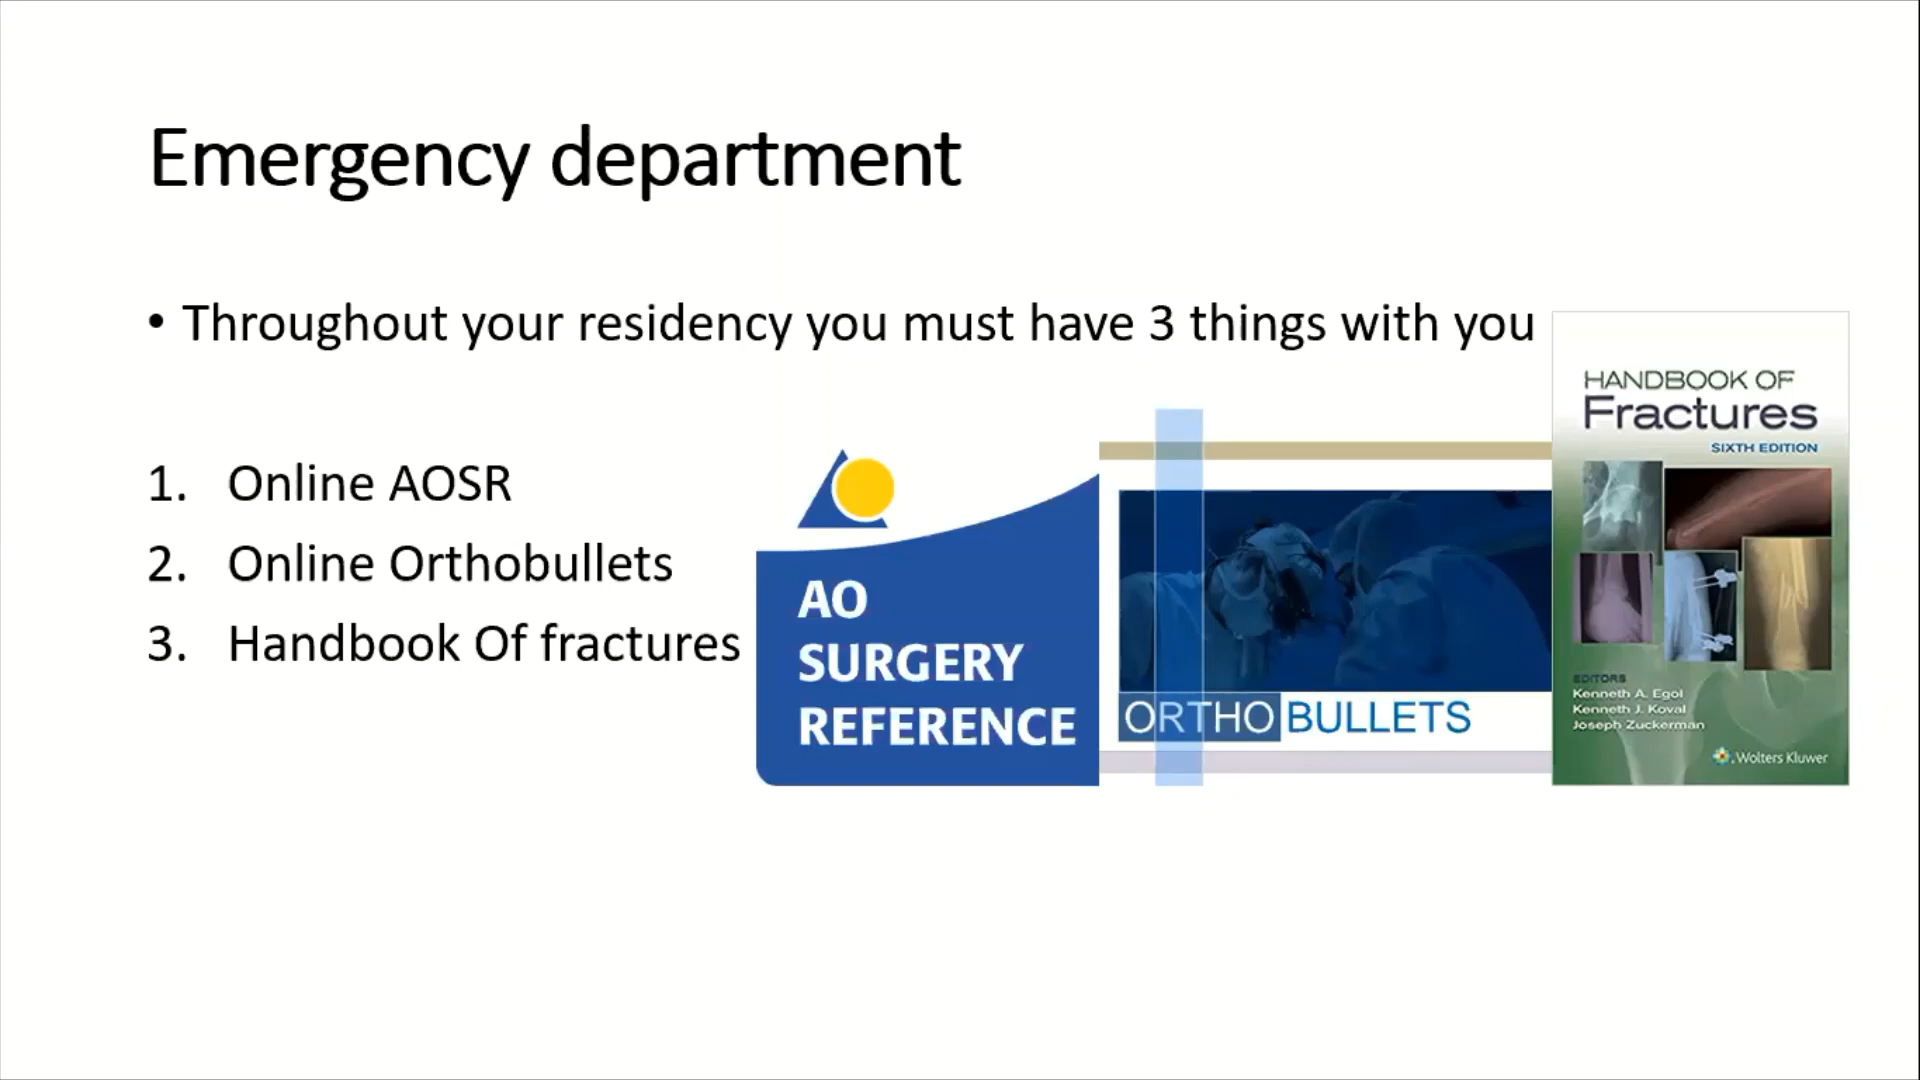 Emergency department
• Throughout your residency you must have 3 things with you
1. Online AOSR
2. Online Orthobullets
3. Handbook Of fractures
AO
SURGERY
REFERENCE
ORTHOBULLETS
HANDBOOK OF
Fractures
SIXTH EDITION
EDITORS
Kenneth A. Egol
Kenneth J. Koval
Joseph Zuckerman
Wolters Kluwer